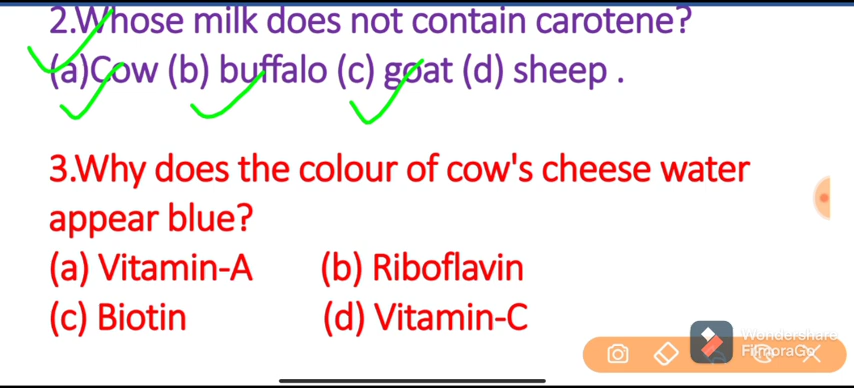 2.Whose milk does not contain carotene?
(a)Cow (b) buffalo (c) goat (d) sheep .
3.Why does the colour of cow's cheese water
appear blue?
(a) Vitamin-A (b) Riboflavin
(c) Biotin (d) Vitamin-C
Wondershare
FilmoraGo